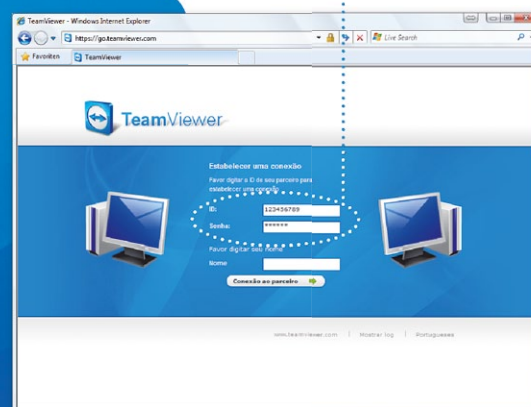 TeamViewer - Windows Internet Explorer
https://go.teamviewer.com
Live Search
Favoriten
TeamViewer
TeamViewer
Estabelecer uma conexão
Favor digitar a ID de seu parceiro para
estabelecer uma conexão
ID:
123456789
Senha:
******
Favor digitar seu nome
Nome
Conexão ao parceiro
www.teamviewer.com | Mostrar log | Portugueses